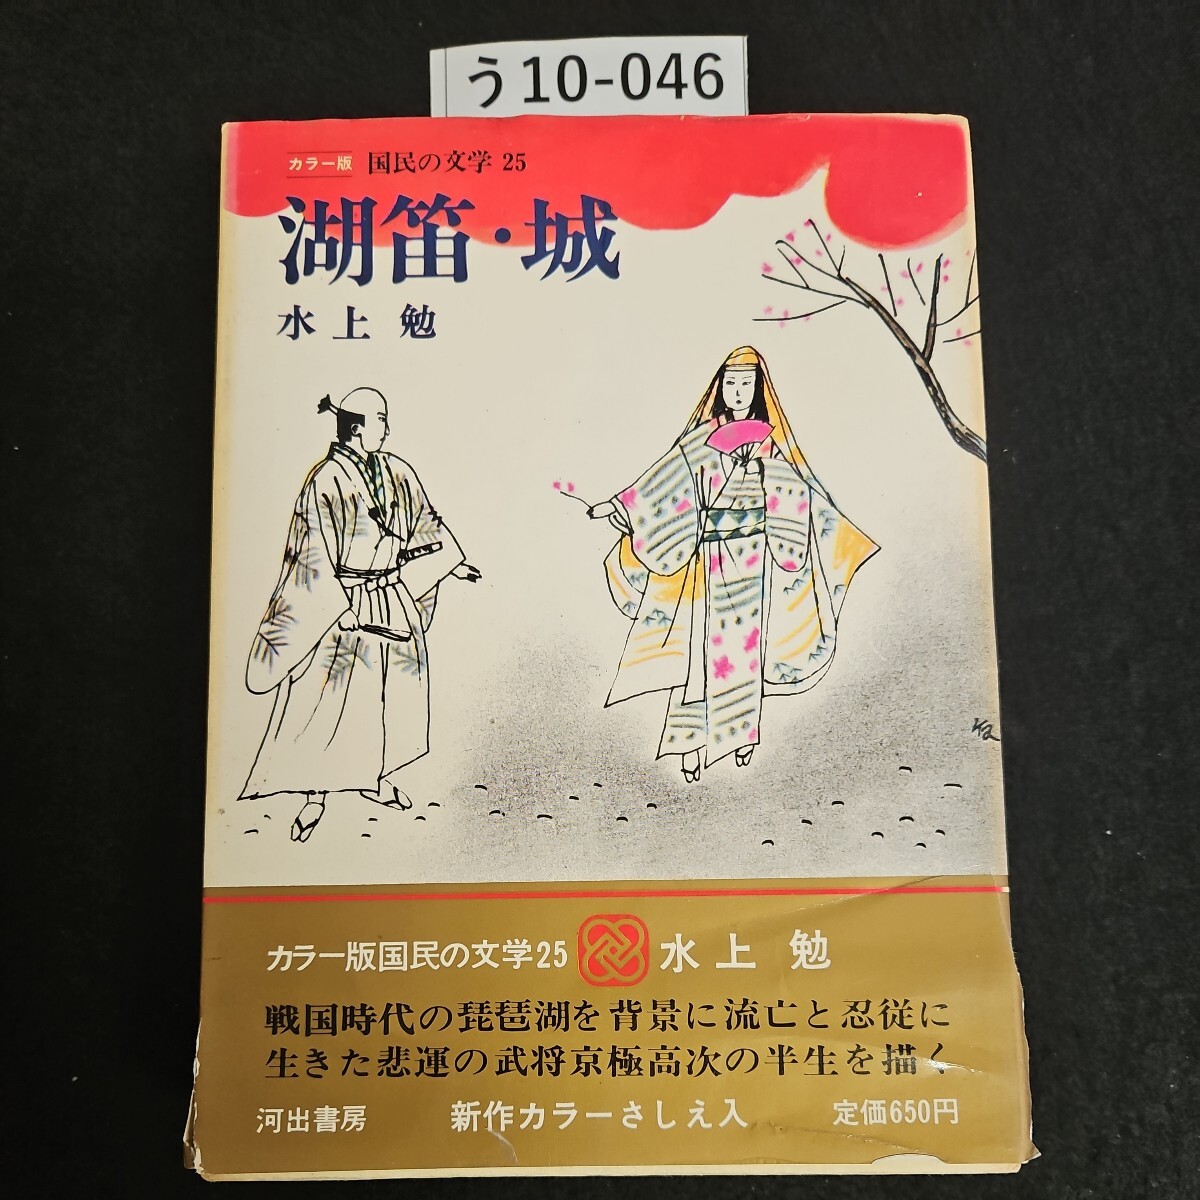 う10-046
カラー版 国民の文学 25
湖笛・城
水上 勉
カラー版国民の文学25 水上 勉
戦国時代の琵琶湖を背景に流亡と忍従に
生きた悲運の武将京極高次の半生を描く
河出書房 新作カラーさしえ入 定価650円